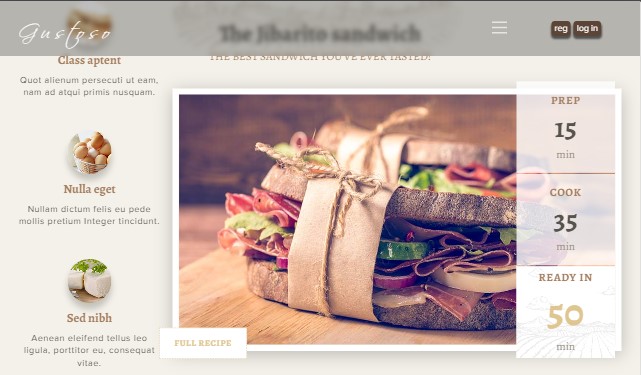 Gustoso
reg
log in
The Jibarito sandwich
THE BEST SANDWICH YOU'VE EVER TASTED!
Class aptent
Quot alienum persecuti ut eam,
nam ad atqui primis nusquam.
Nulla eget
Nullam dictum felis eu pede
mollis pretium Integer tincidunt.
Sed nibh
Aenean eleifend tellus leo
ligula, porttitor eu, consequat
vitae.
PREP
15
min
COOK
35
min
READY IN
50
min
FULL RECIPE